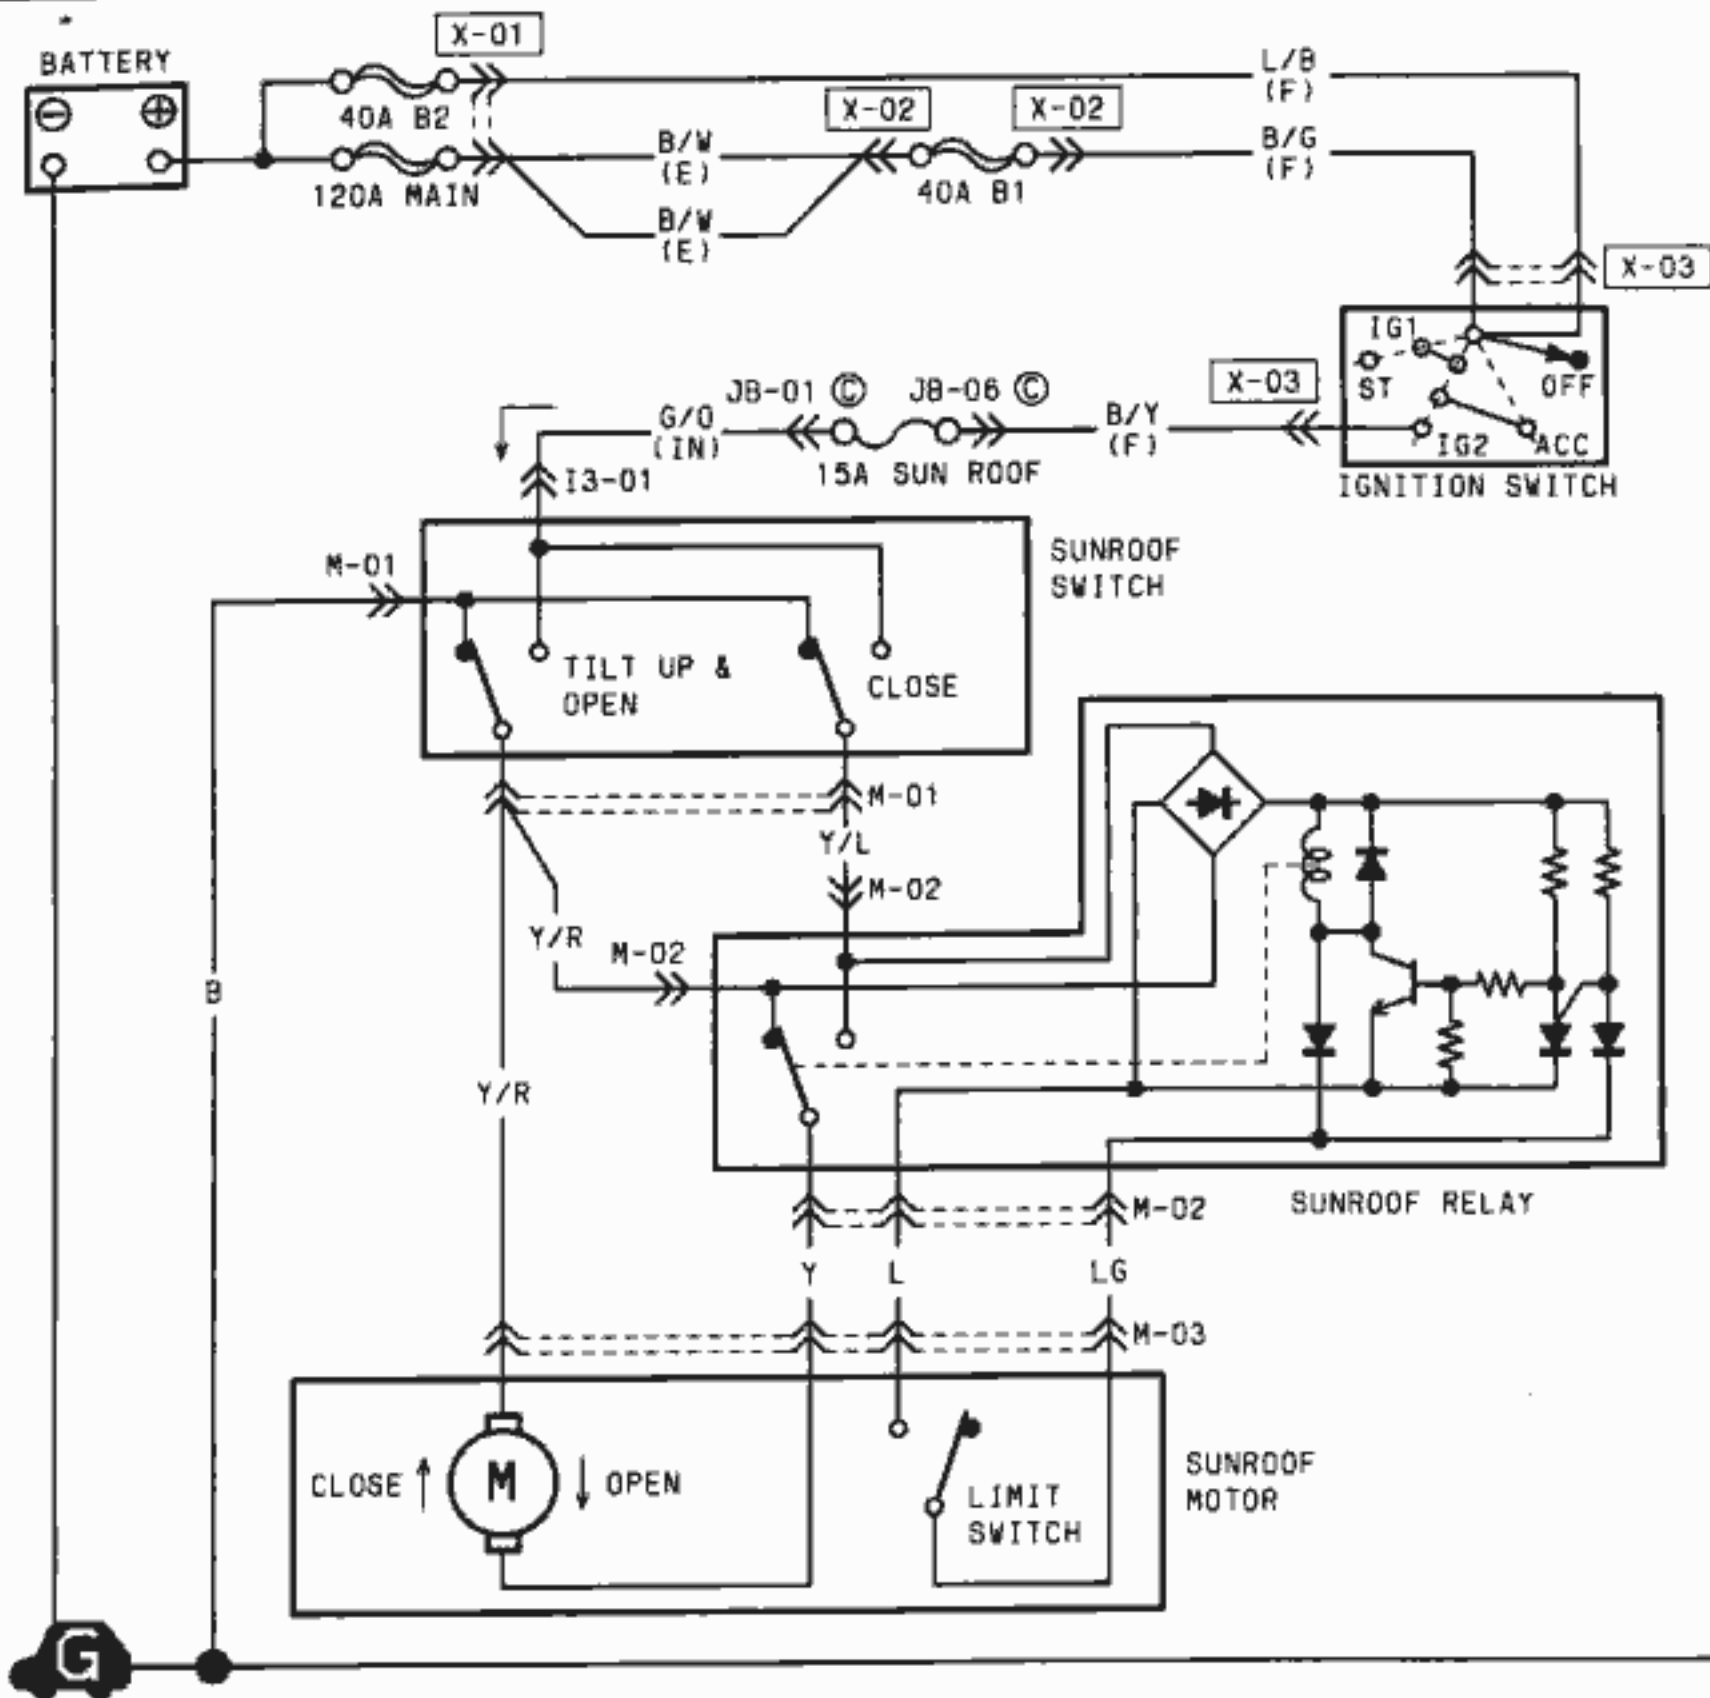 X-01
BATTERY
L/B
(F)
40A B2
X-02
X-02
B/W
(E)
B/G
(F)
120A MAIN
40A B1
B/W
(E)
X-03
IG1
ST
OFF
IG2
ACC
IGNITION SWITCH
X-03
JB-01 ©
JB-06 ©
G/O
(IN)
B/Y
(F)
15A SUN ROOF
I3-01
SUNROOF
SWITCH
M-01
TILT UP &
OPEN
CLOSE
M-01
Y/L
M-02
Y/R
M-02
B
Y/R
SUNROOF RELAY
M-02
Y
L
LG
M-03
CLOSE
M
OPEN
LIMIT
SWITCH
SUNROOF
MOTOR
G